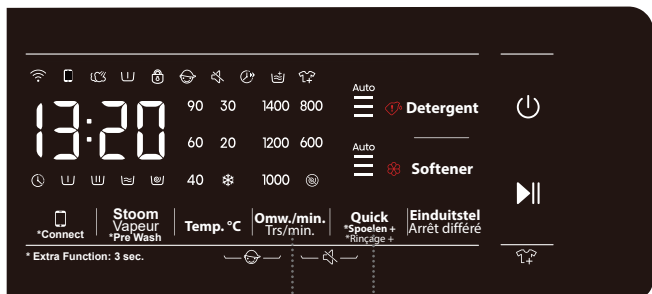 Auto
13:20 90 30 1400 800 Detergent
60 20 1200 600
Auto
Softener
40 1000
*Connect
Stoom
Vapeur
*Pre Wash
Temp. °C
Omw./min.
Trs/min.
Quick
*Spoelen +
*Rinçage +
Einduitstel
Arrêt différé
* Extra Function: 3 sec.